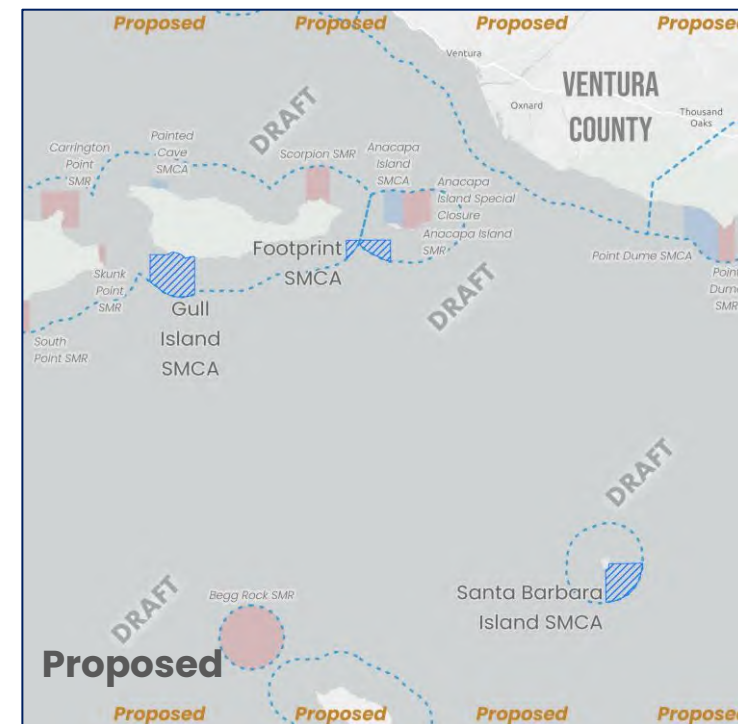 Proposed
Proposed
Proposed
Proposed
Ventura
VENTURA
COUNTY
Oxnard
Thousand
Oaks
DRAFT
Carrington
Point
SMR
Painted
Cave
SMCA
Scorpion SMR
Anacapa
Island
SMCA
Anacapa
Island Special
Closure
Anacapa Island
SMR
Footprint
SMCA
Skunk
Point
SMR
Gull
Island
SMCA
South
Point SMR
DRAFT
Point Dume SMCA
Point
Dume
SMR
DRAFT
Santa Barbara
Island SMCA
DRAFT
Begg Rock SMR
Proposed
Proposed
Proposed
Proposed
Proposed